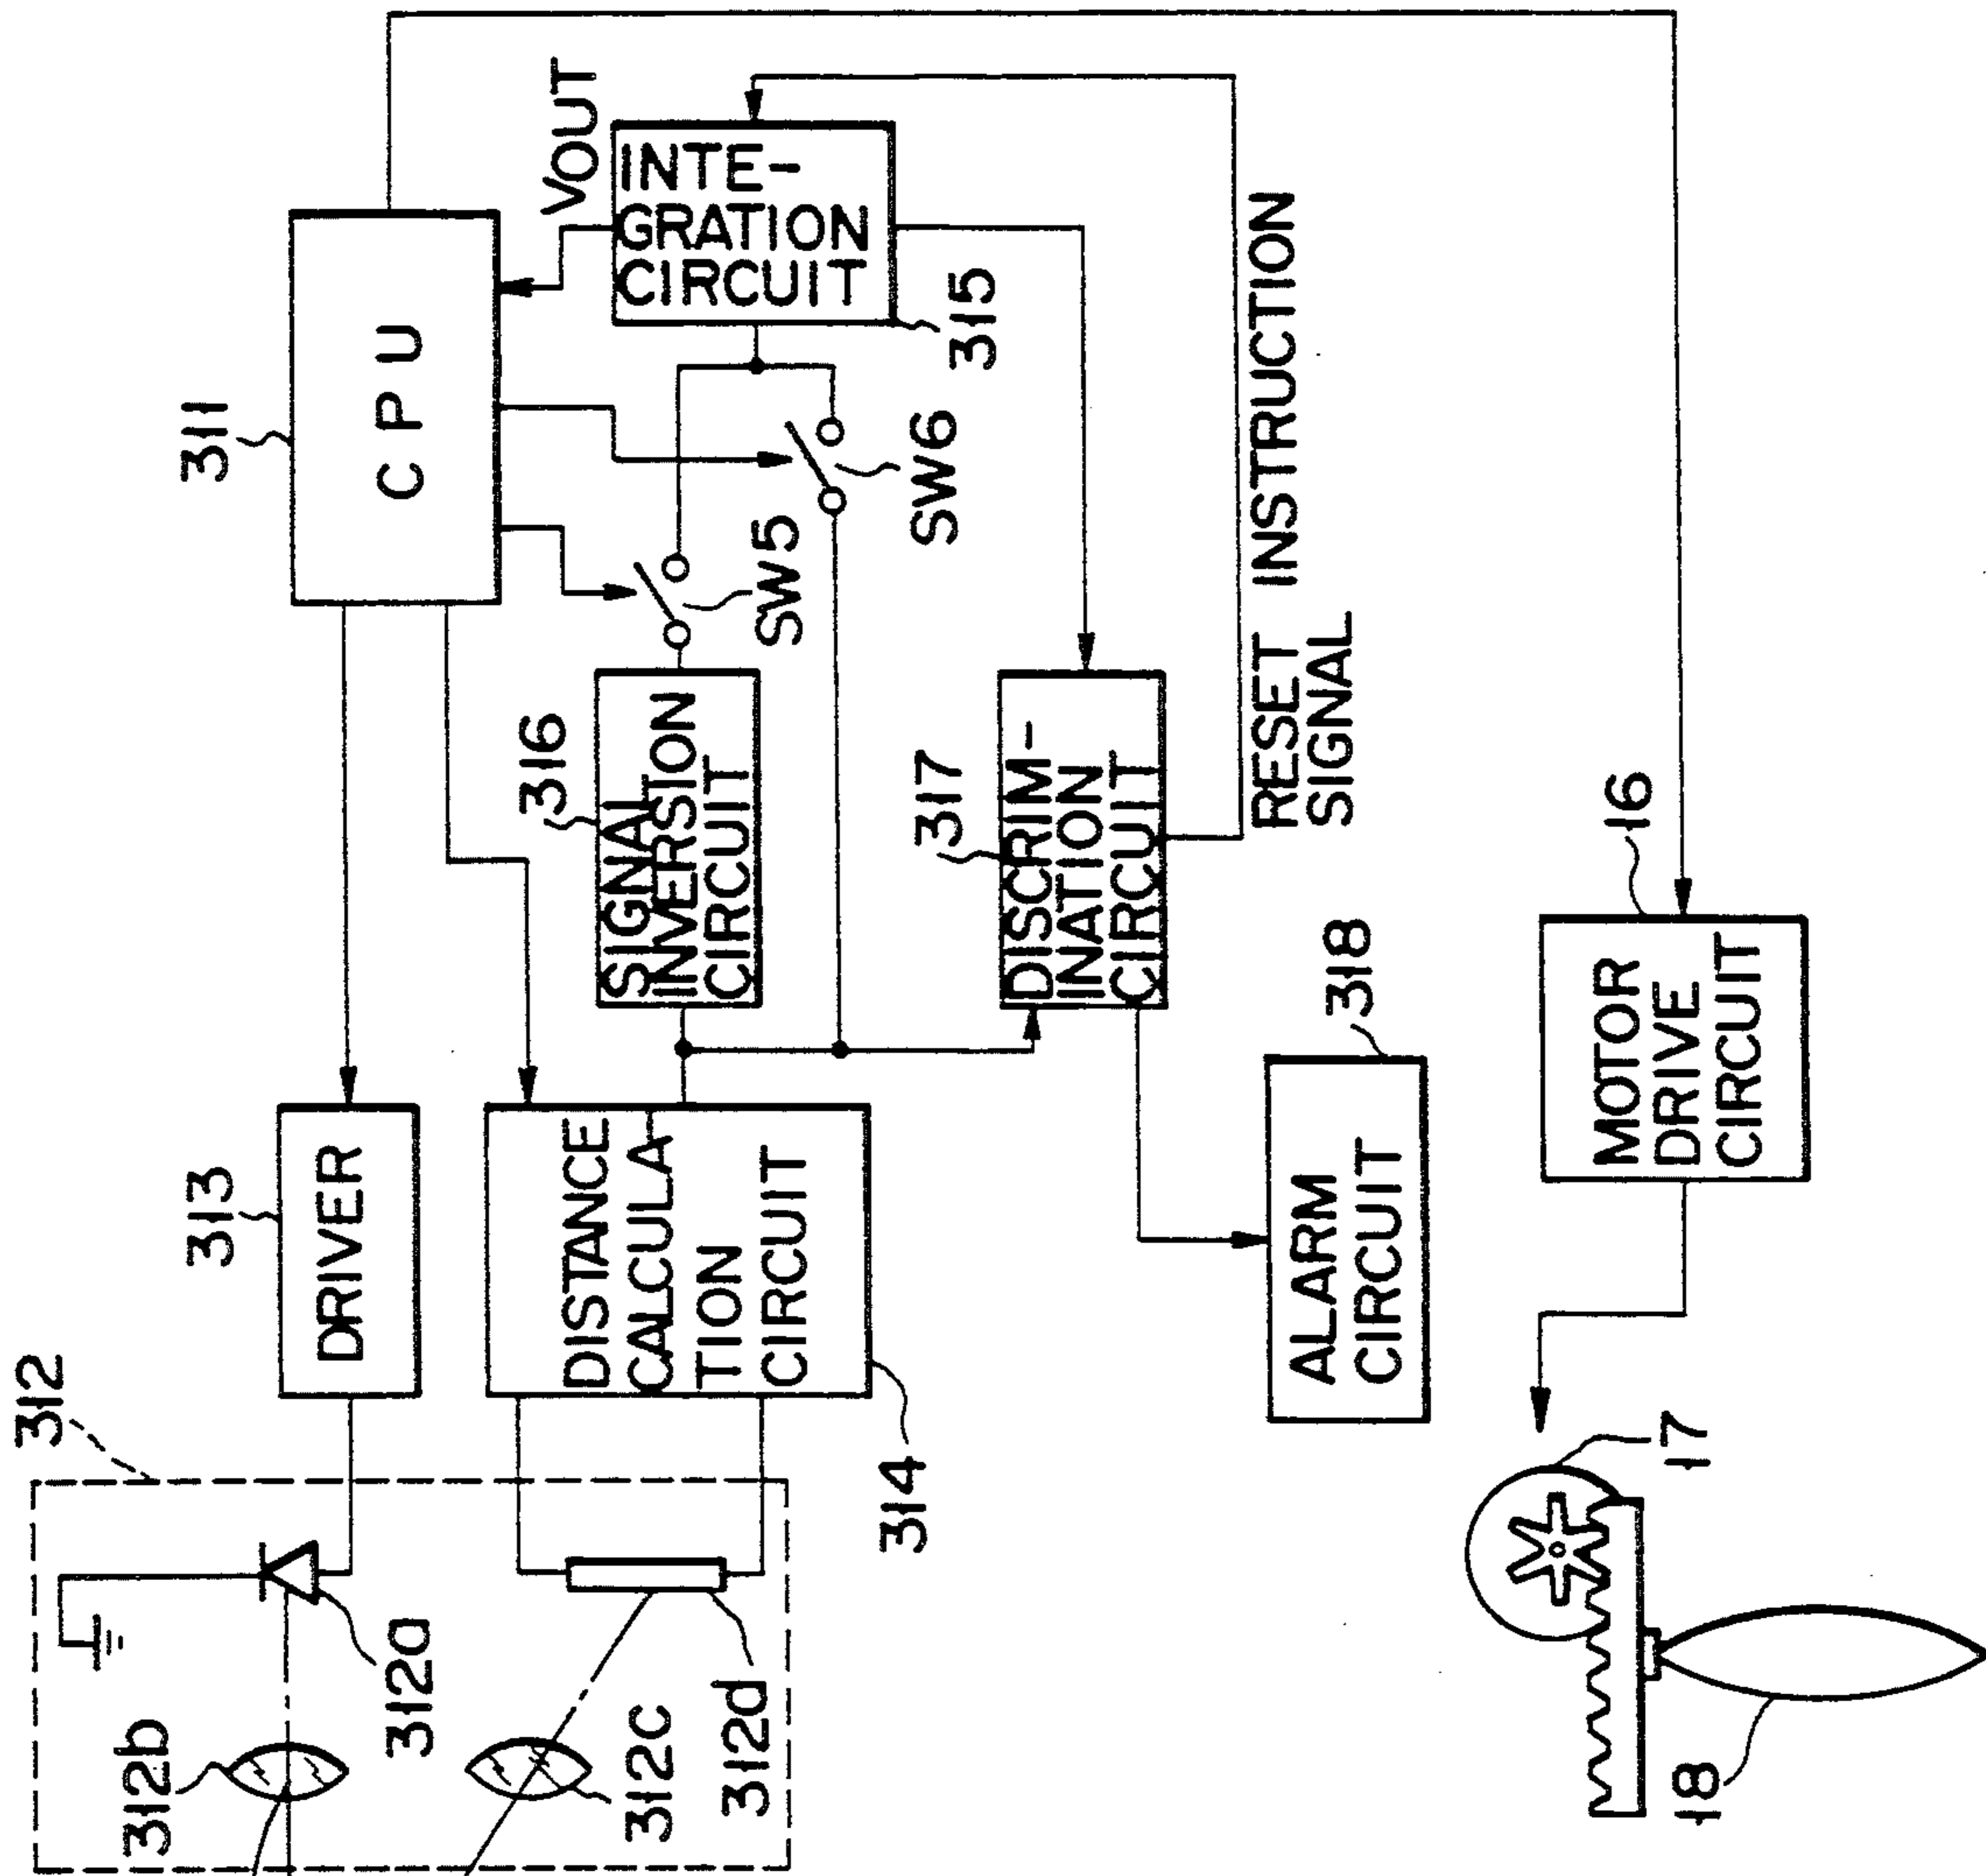 312
312b
312a
312c
312d
313
DRIVER
DISTANCE
CALCULA
TION
CIRCUIT
314
311
CPU
316
SIGNAL
INVERSION
CIRCUIT
SW5
SW6
VOUT
INTE-
GRATION
CIRCUIT
315
317
DISCRIM-
INATION
CIRCUIT
RESET INSTRUCTION
SIGNAL
318
ALARM
CIRCUIT
16
MOTOR
DRIVE
CIRCUIT
17
18